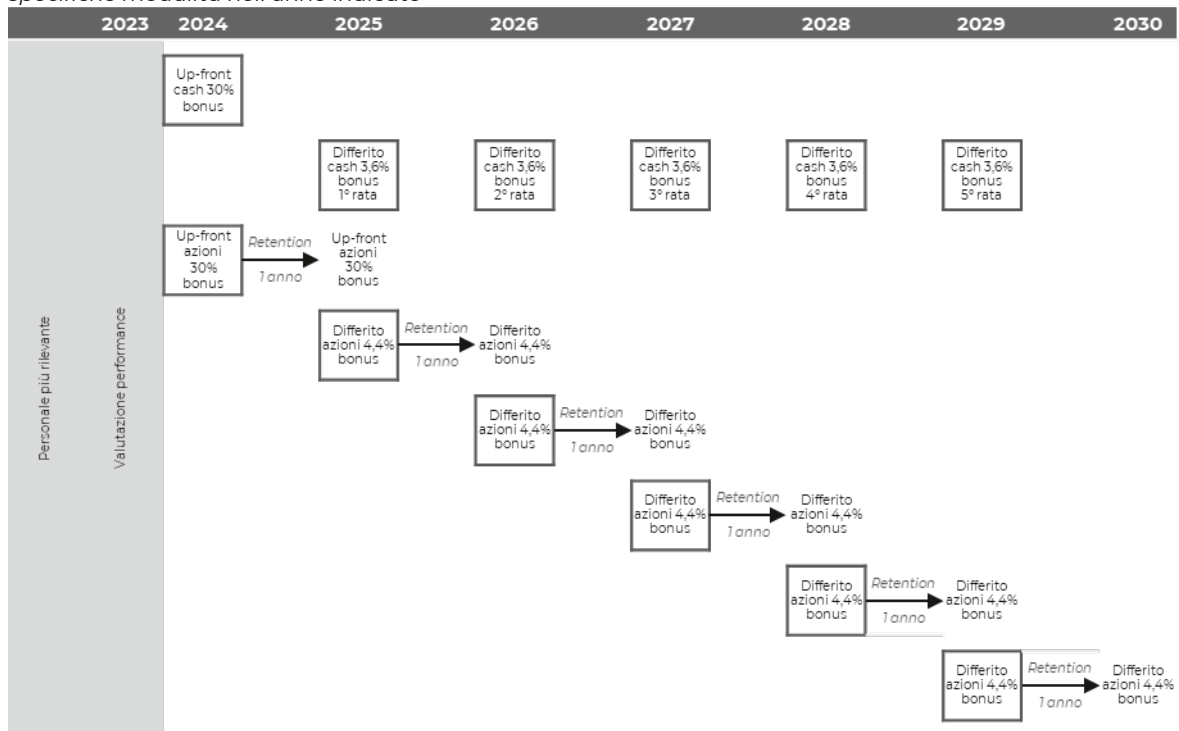 specifiche modalità nell'anno indicato
2023 2024 2025 2026 2027 2028 2029 2030
Personale più rilevante
Valutazione performance
Up-front
cash 30%
bonus
Differito
cash 3,6%
bonus
1° rata
Differito
cash 3,6%
bonus
2° rata
Differito
cash 3,6%
bonus
3° rata
Differito
cash 3,6%
bonus
4° rata
Differito
cash 3,6%
bonus
5° rata
Up-front
azioni
30%
bonus
Retention
1 anno
Up-front
azioni
30%
bonus
Differito
azioni 4,4%
bonus
Retention
1 anno
Differito
azioni 4,4%
bonus
Differito
azioni 4,4%
bonus
Retention
1 anno
Differito
azioni 4,4%
bonus
Differito
azioni 4,4%
bonus
Retention
1 anno
Differito
azioni 4,4%
bonus
Differito
azioni 4,4%
bonus
Retention
1 anno
Differito
azioni 4,4%
bonus
Differito
azioni 4,4%
bonus
Retention
1 anno
Differito
azioni 4,4%
bonus